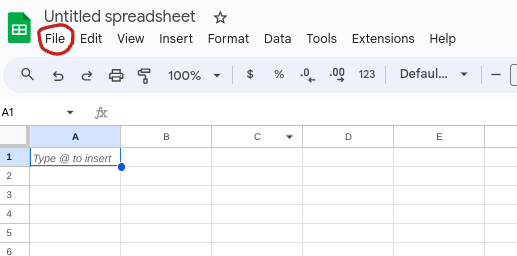 Untitled spreadsheet
File Edit View Insert Format Data Tools Extensions Help
100% $ % .0 .00 123 Defaul...
A1 fx
A B C D E
1 Type @ to insert
2
3
4
5
6